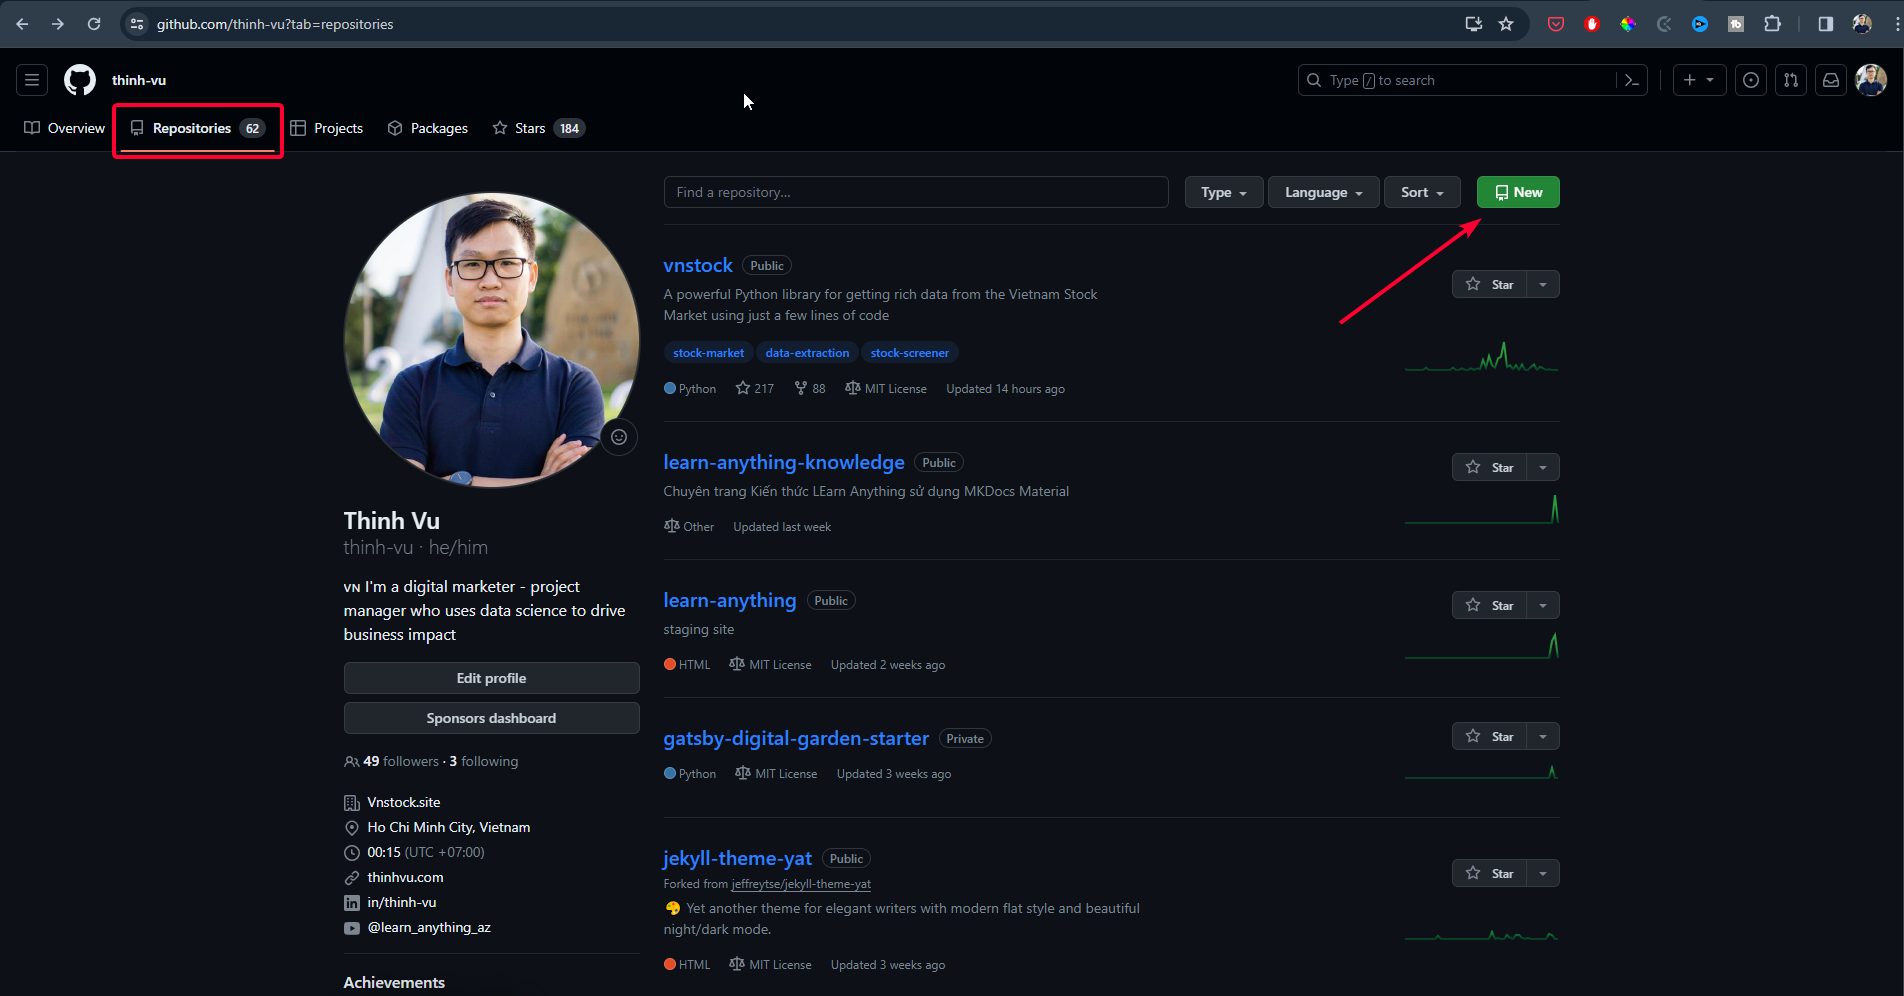 github.com/thinh-vu?tab=repositories
thinh-vu
Type / to search
Overview
Repositories 62
Projects
Packages
Stars 184
Find a repository...
Type
Language
Sort
New
Thinh Vu
thinh-vu · he/him
VN I'm a digital marketer - project
manager who uses data science to drive
business impact
Edit profile
Sponsors dashboard
49 followers · 3 following
Vnstock.site
Ho Chi Minh City, Vietnam
00:15 (UTC +07:00)
thinhvu.com
in/thinh-vu
@learn_anything_az
Achievements
vnstock Public
Star
A powerful Python library for getting rich data from the Vietnam Stock
Market using just a few lines of code
stock-market data-extraction stock-screener
Python 217 88 MIT License Updated 14 hours ago
learn-anything-knowledge Public
Star
Chuyên trang Kiến thức LEarn Anything sử dụng MKDocs Material
Other Updated last week
learn-anything Public
Star
staging site
HTML MIT License Updated 2 weeks ago
gatsby-digital-garden-starter Private
Star
Python MIT License Updated 3 weeks ago
jekyll-theme-yat Public
Star
Forked from jeffreytse/jekyll-theme-yat
Yet another theme for elegant writers with modern flat style and beautiful
night/dark mode.
HTML MIT License Updated 3 weeks ago